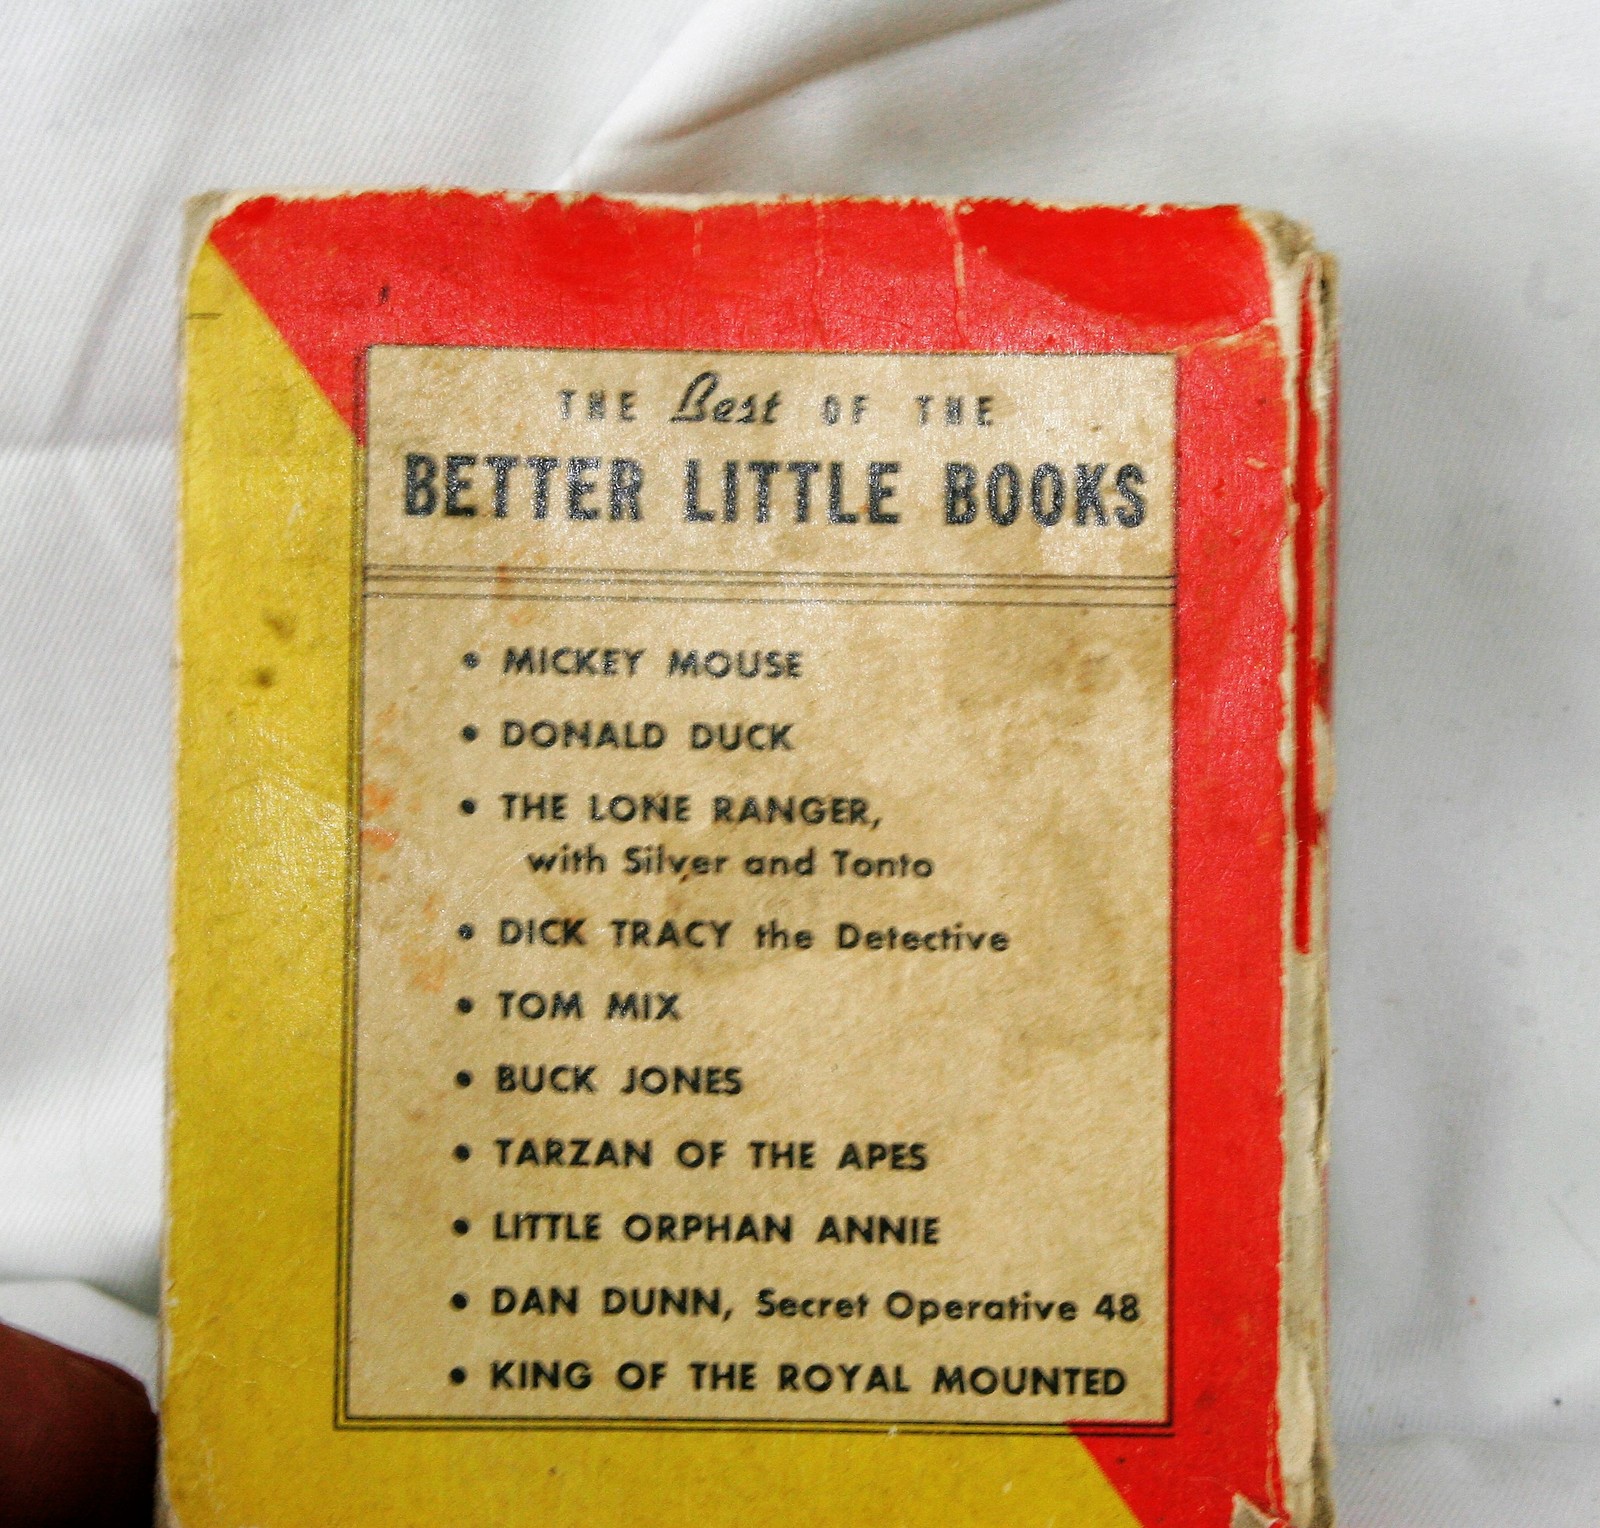 THE Best OF THE
BETTER LITTLE BOOKS
• MICKEY MOUSE
• DONALD DUCK
• THE LONE RANGER,
with Silver and Tonto
• DICK TRACY the Detective
• TOM MIX
• BUCK JONES
• TARZAN OF THE APES
• LITTLE ORPHAN ANNIE
• DAN DUNN, Secret Operative 48
• KING OF THE ROYAL MOUNTED